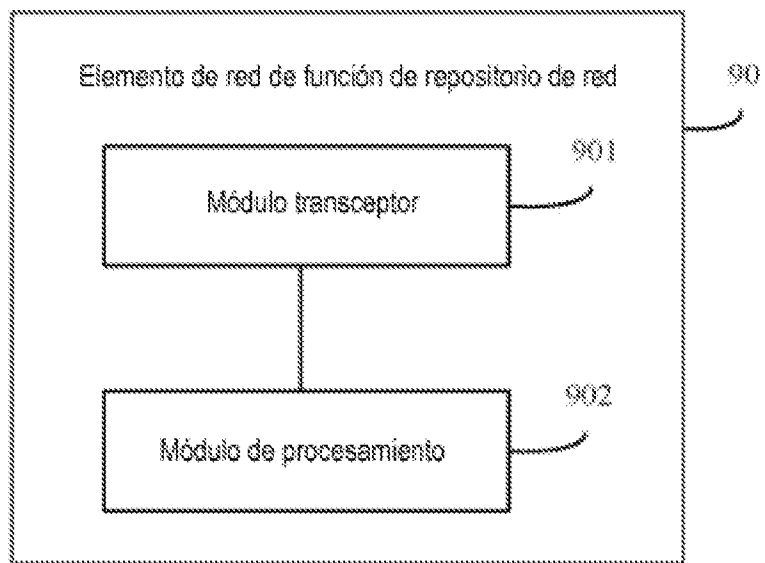 Elemento de red de función de repositorio de red
90
901
Módulo transceptor
902
Módulo de procesamiento